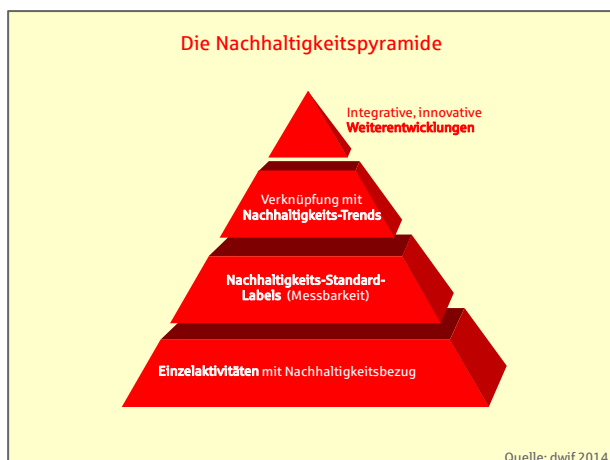 Die Nachhaltigkeitspyramide
Integrative, innovative
Weiterentwicklungen
Verknüpfung mit
Nachhaltigkeits-Trends
Nachhaltigkeits-Standard-
Labels (Messbarkeit)
Einzelaktivitäten mit Nachhaltigkeitsbezug
Quelle: dwif 2014